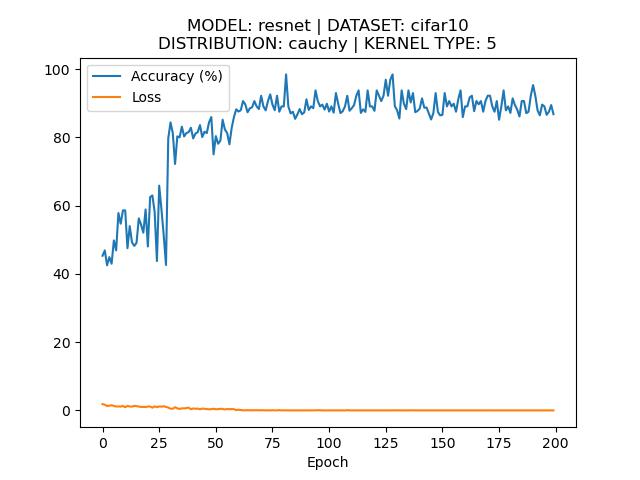 MODEL: resnet | DATASET: cifar10
DISTRIBUTION: cauchy | KERNEL TYPE: 5
Accuracy (%)
Loss
100
80
60
40
20
0
0 25 50 75 100 125 150 175 200
Epoch